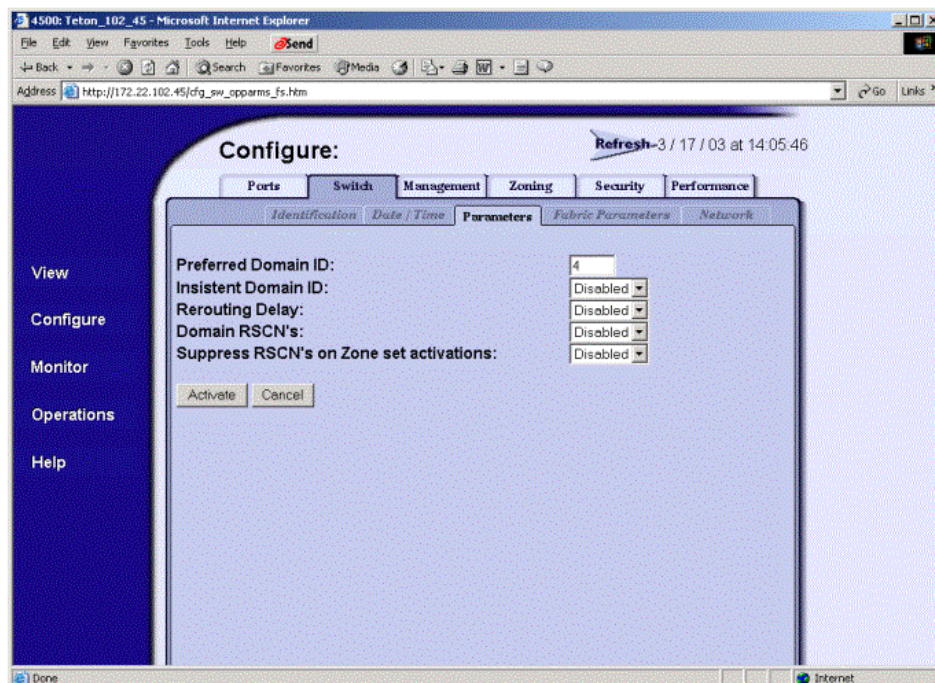 4500: Teton_102_45 - Microsoft Internet Explorer
File Edit View Favorites Tools Help Send
Back Search Favorites Media
Address http://172.22.102.45/cfg_sw_opparms_fs.htm Go Links
Configure:
Refresh-3 / 17 / 03 at 14:05:46
Ports Switch Management Zoning Security Performance
Identification Date / Time Parameters Fabric Parameters Network
View
Configure
Monitor
Operations
Help
Preferred Domain ID: 4
Insistent Domain ID: Disabled
Rerouting Delay: Disabled
Domain RSCN's: Disabled
Suppress RSCN's on Zone set activations: Disabled
Activate Cancel
Done Internet